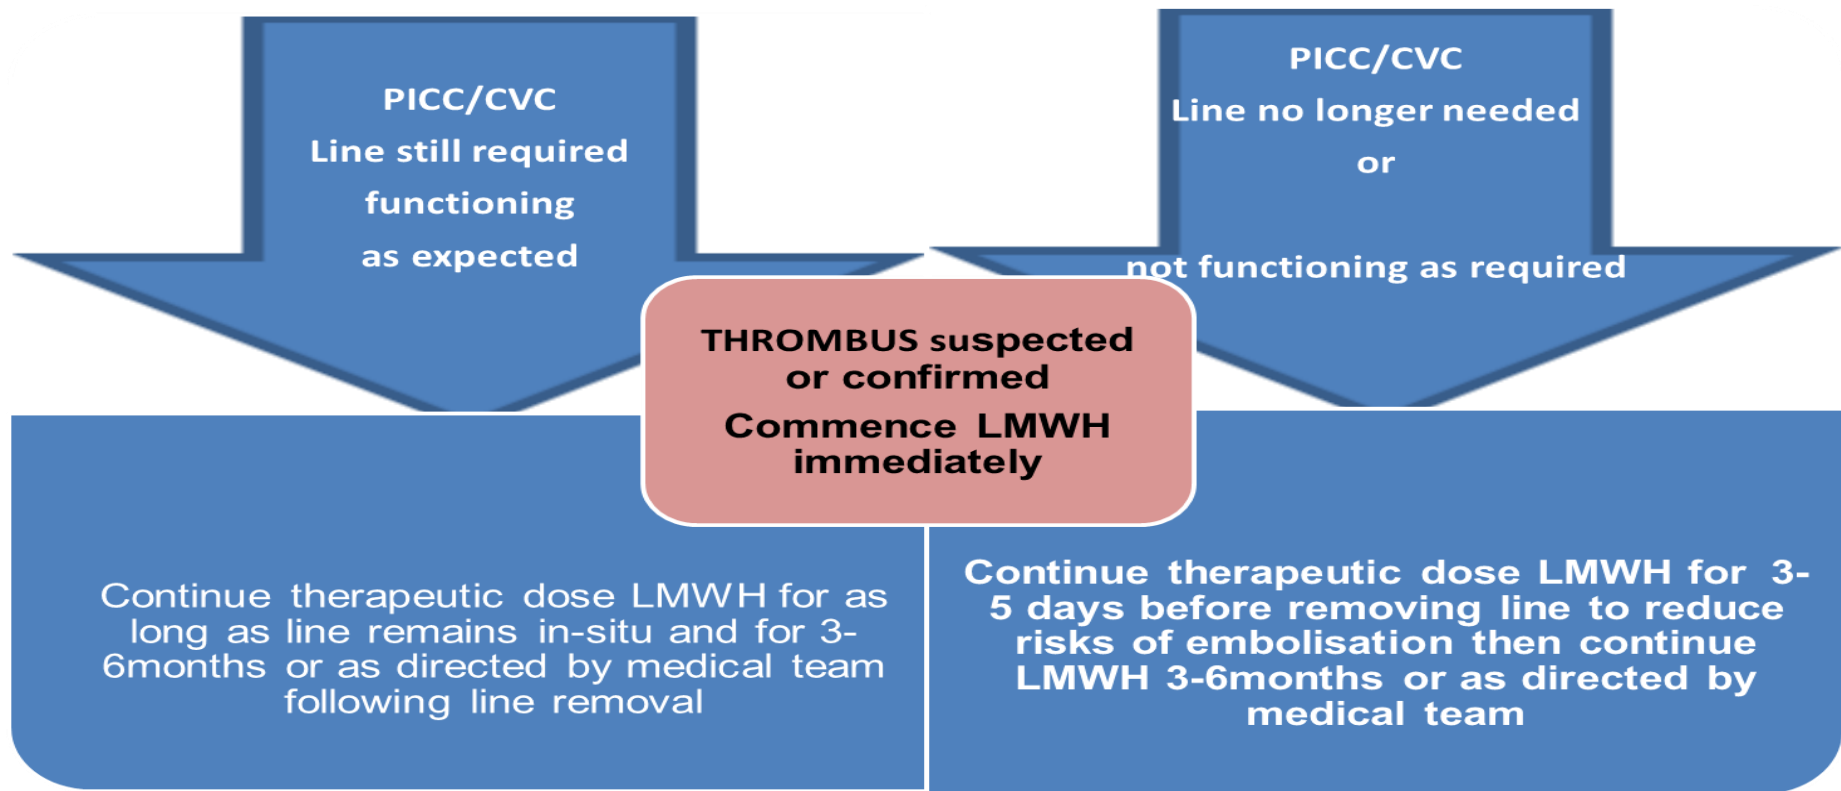 PICC/CVC
Line still required
functioning
as expected
PICC/CVC
Line no longer needed
or
not functioning as required
THROMBUS suspected
or confirmed
Commence LMWH
immediately
Continue therapeutic dose LMWH for as
long as line remains in-situ and for 3-
6months or as directed by medical team
following line removal
Continue therapeutic dose LMWH for 3-
5 days before removing line to reduce
risks of embolisation then continue
LMWH 3-6months or as directed by
medical team